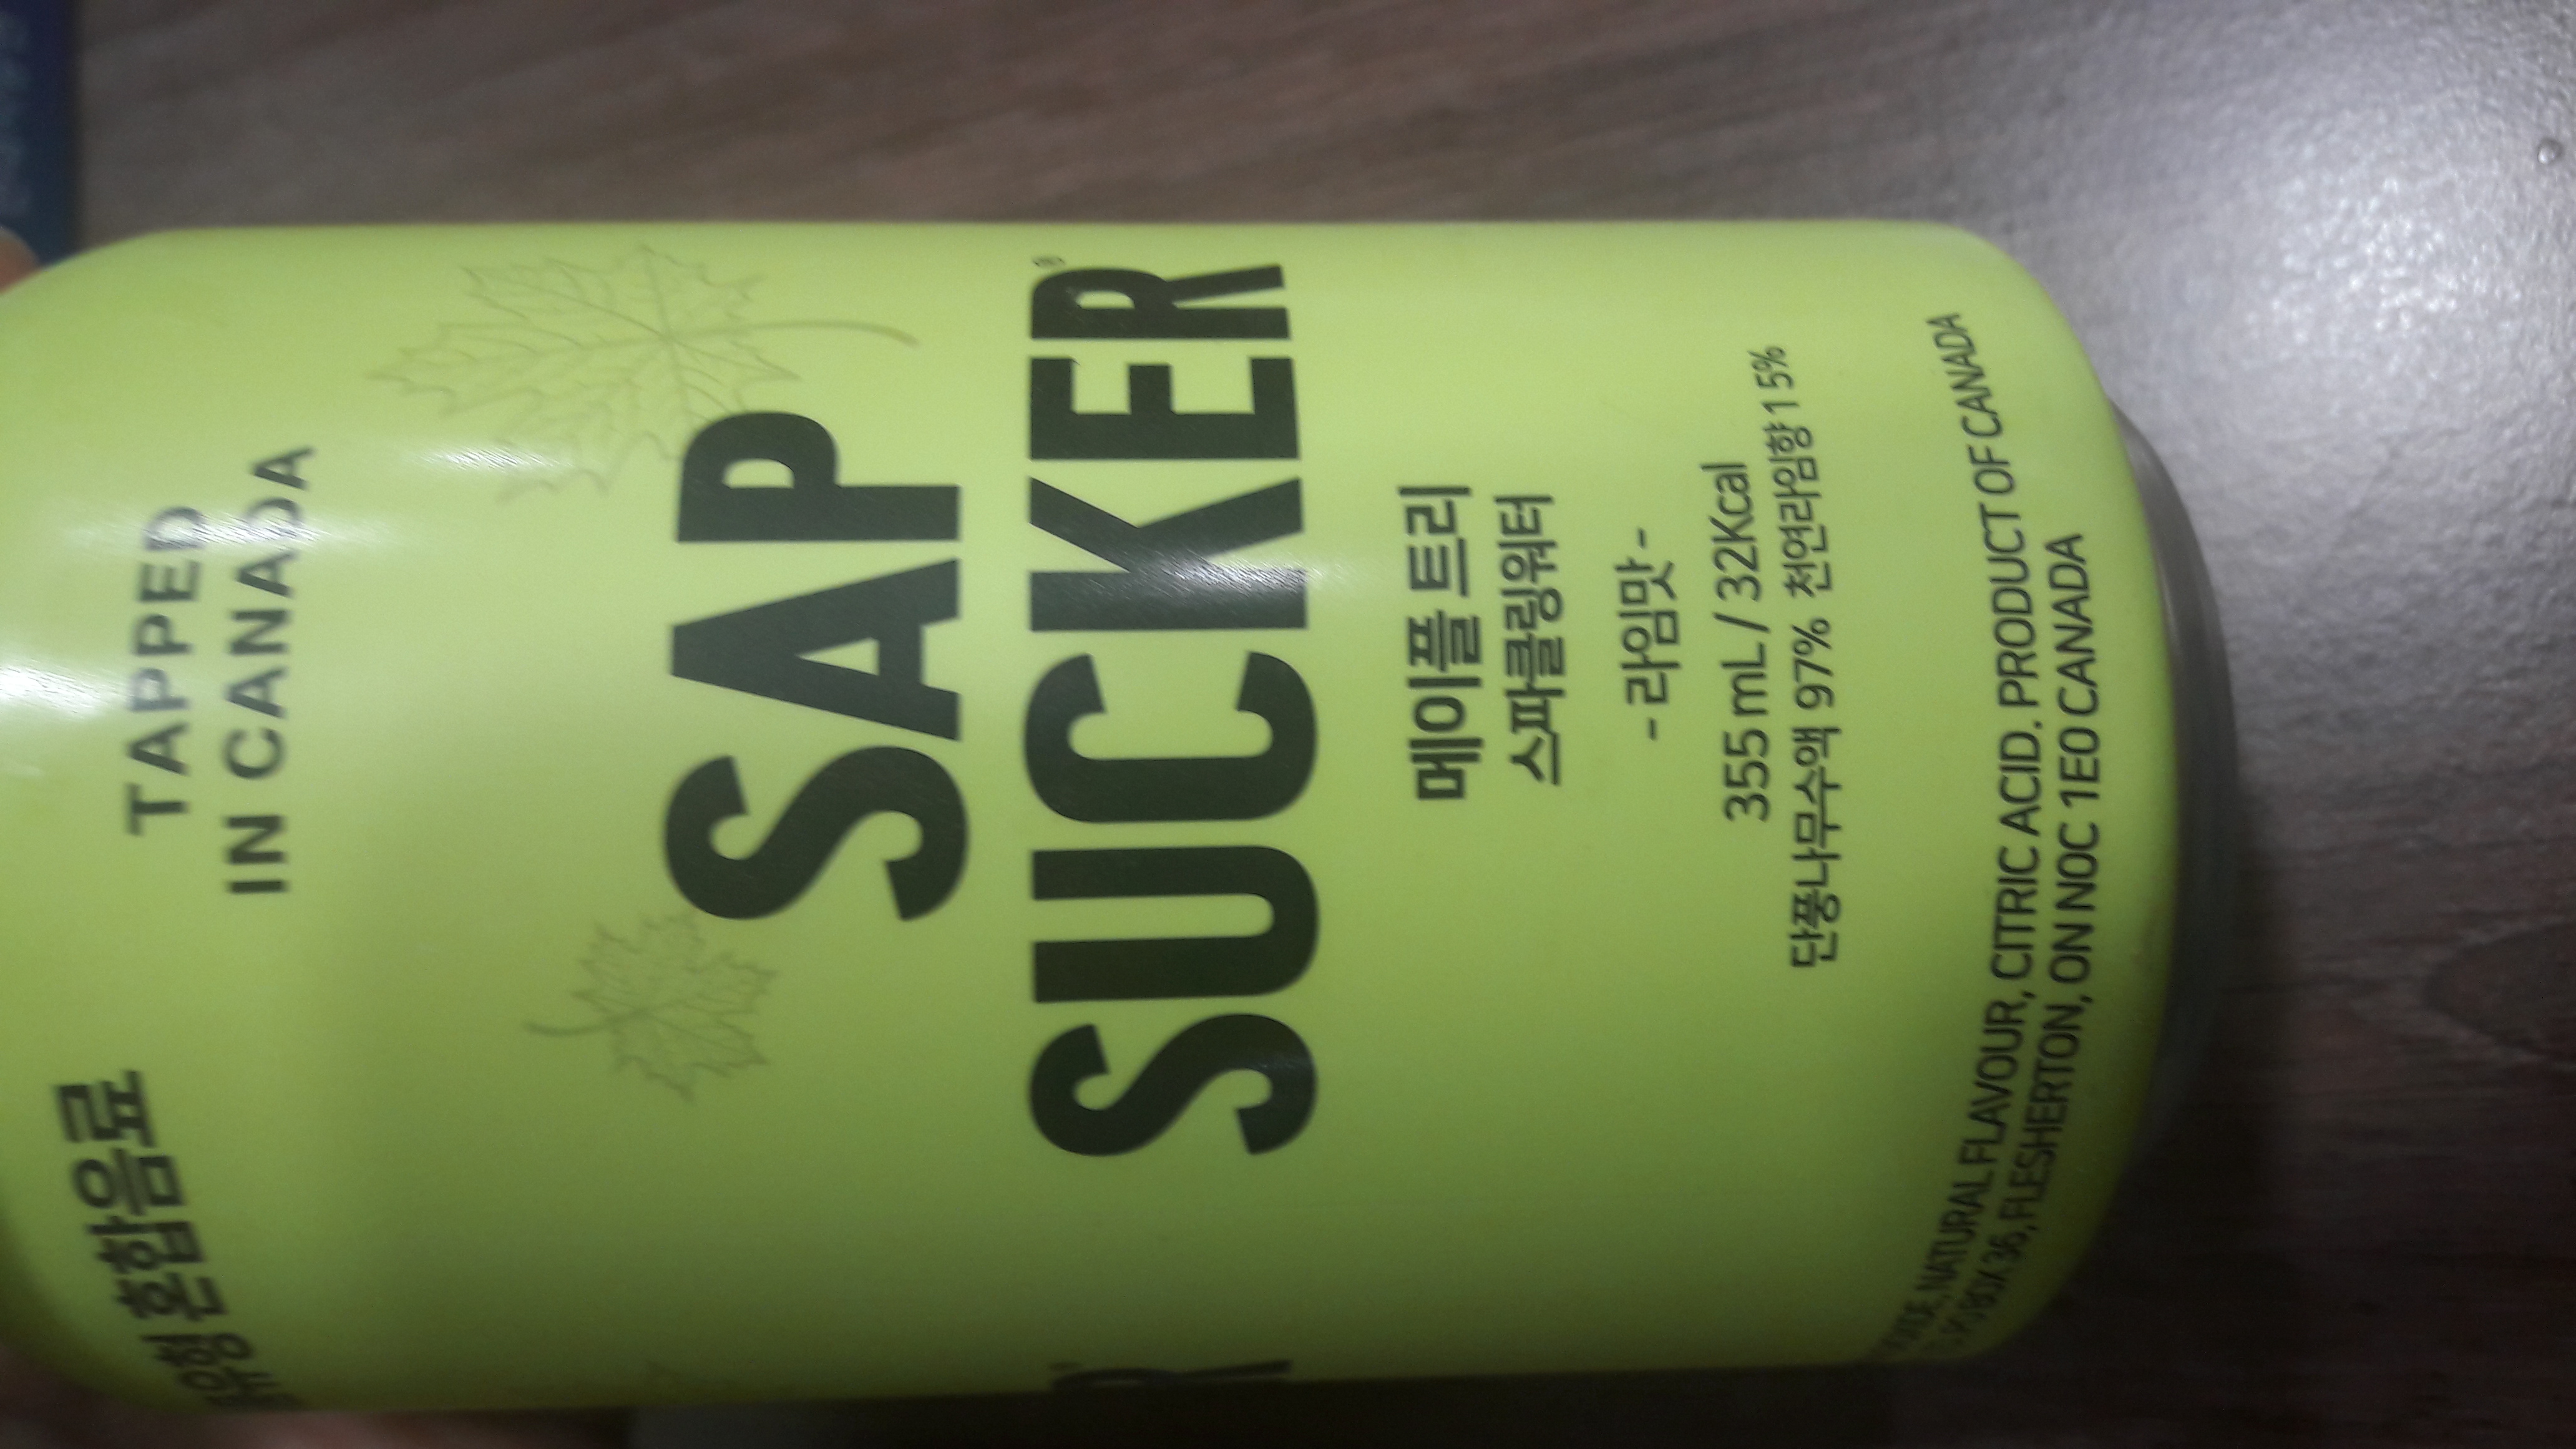 TAPPED
IN CANADA
혼합음료
SAP
SUCKER®
메이플 트리
스파클링워터
- 라임맛 -
355 mL / 32Kcal
단풍나무수액 97% 천연라임향 1 5%
NATURAL FLAVOUR, CITRIC ACID. PRODUCT OF CANADA
BOX 36, FLESHERTON, ON N0C 1E0 CANADA
R®